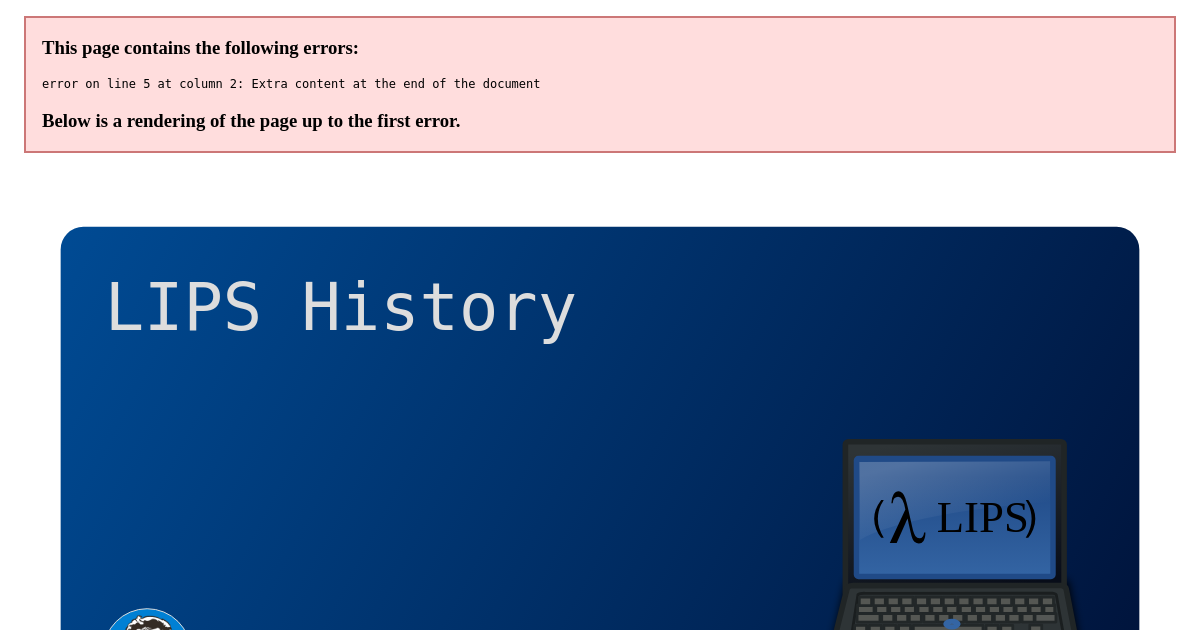 This page contains the following errors:
error on line 5 at column 2: Extra content at the end of the document
Below is a rendering of the page up to the first error.
LIPS History
(λ LIPS)